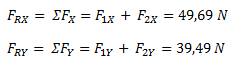 F_RX = ΣF_X = F_1X + F_2X = 49,69 N
F_RY = ΣF_Y = F_1Y + F_2Y = 39,49 N